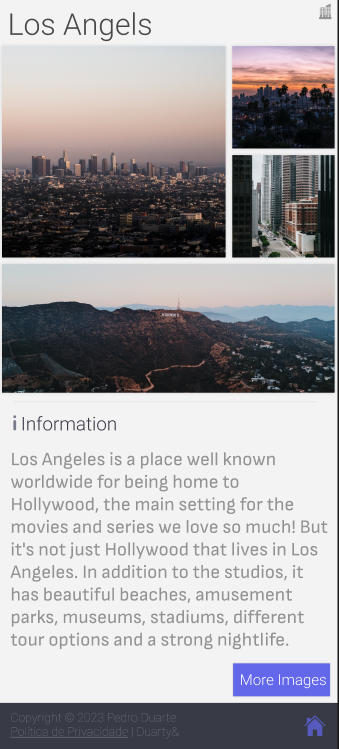 Los Angels
i Information
Los Angeles is a place well known
worldwide for being home to
Hollywood, the main setting for the
movies and series we love so much! But
it's not just Hollywood that lives in Los
Angeles. In addition to the studios, it
has beautiful beaches, amusement
parks, museums, stadiums, different
tour options and a strong nightlife.
More Images
Copyright © 2023 Pedro Duarte
Política de Privacidade | Duarty&